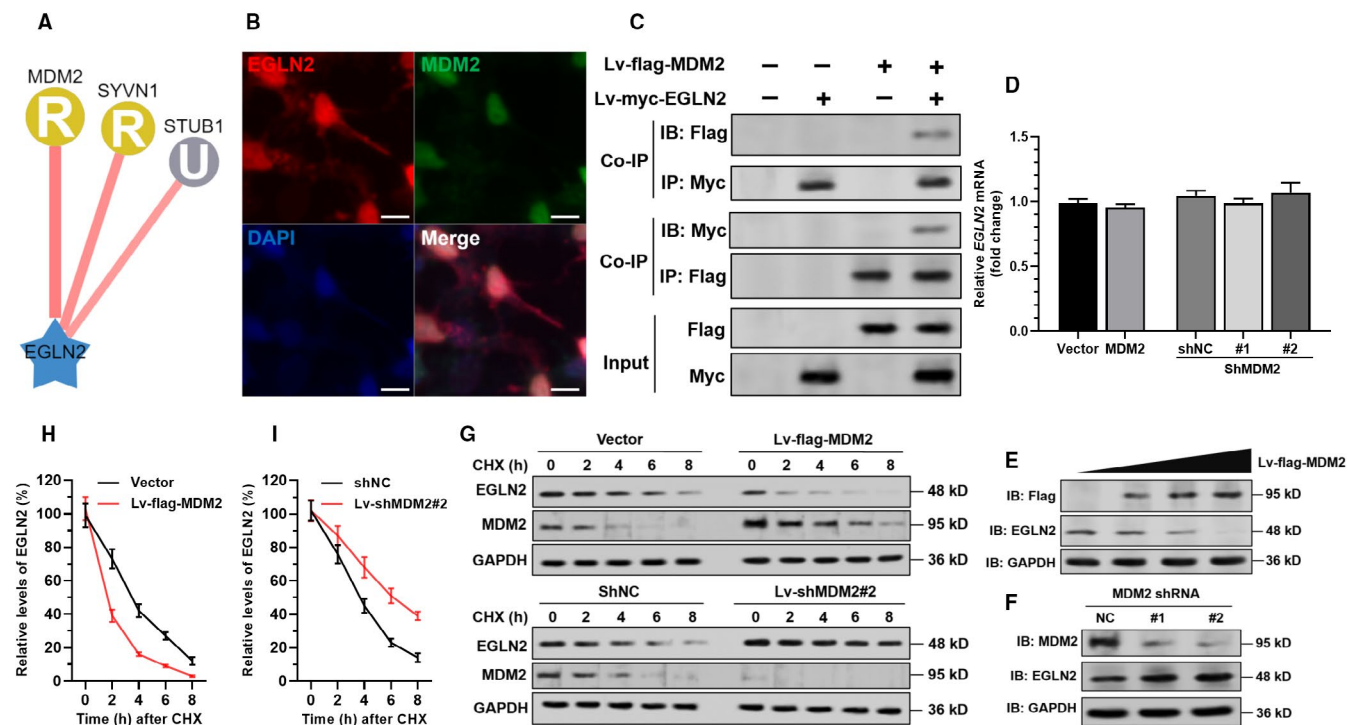 A
MDM2
R
SYVN1
R
STUB1
U
EGLN2
B
EGLN2
MDM2
DAPI
Merge
C
Lv-flag-MDM2 – – + +
Lv-myc-EGLN2 – + – +
Co-IP
IB: Flag
IP: Myc
Co-IP
IB: Myc
IP: Flag
Input
Flag
Myc
D
Relative EGLN2 mRNA
(fold change)
1.5
1.0
0.5
0.0
Vector MDM2 shNC #1 #2
ShMDM2
H
Relative levels of EGLN2 (%)
120
100
80
60
40
20
0
Vector
Lv-flag-MDM2
0 2 4 6 8
Time (h) after CHX
I
Relative levels of EGLN2 (%)
120
100
80
60
40
20
0
shNC
Lv-shMDM2#2
0 2 4 6 8
Time (h) after CHX
G
Vector Lv-flag-MDM2
CHX (h) 0 2 4 6 8 0 2 4 6 8
EGLN2 48 kD
MDM2 95 kD
GAPDH 36 kD
ShNC Lv-shMDM2#2
CHX (h) 0 2 4 6 8 0 2 4 6 8
EGLN2 48 kD
MDM2 95 kD
GAPDH 36 kD
E
Lv-flag-MDM2
IB: Flag 95 kD
IB: EGLN2 48 kD
IB: GAPDH 36 kD
F
MDM2 shRNA
NC #1 #2
IB: MDM2 95 kD
IB: EGLN2 48 kD
IB: GAPDH 36 kD